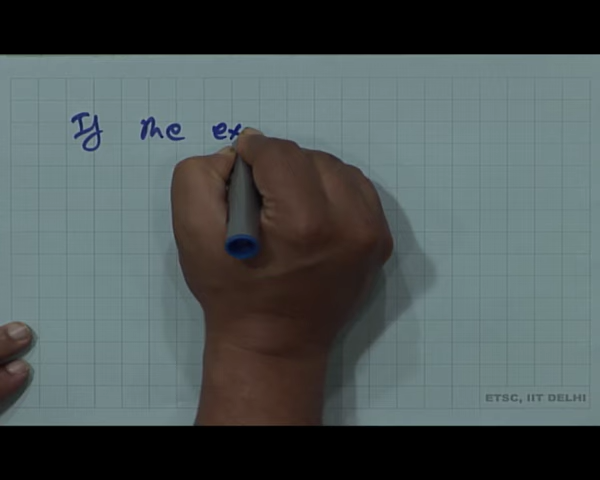 If the ex
ETSC, IIT DELHI